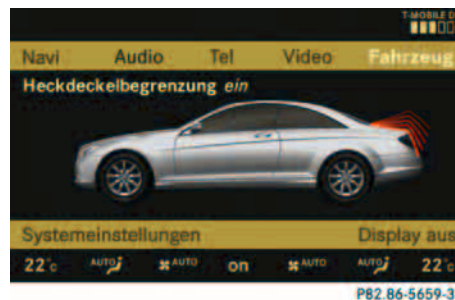 T-MOBILE D
Navi Audio Tel Video Fahrzeug
Heckdeckelbegrenzung ein
Systemeinstellungen Display aus
22°c AUTO AUTO on AUTO AUTO 22°c
P82.86-5659-3